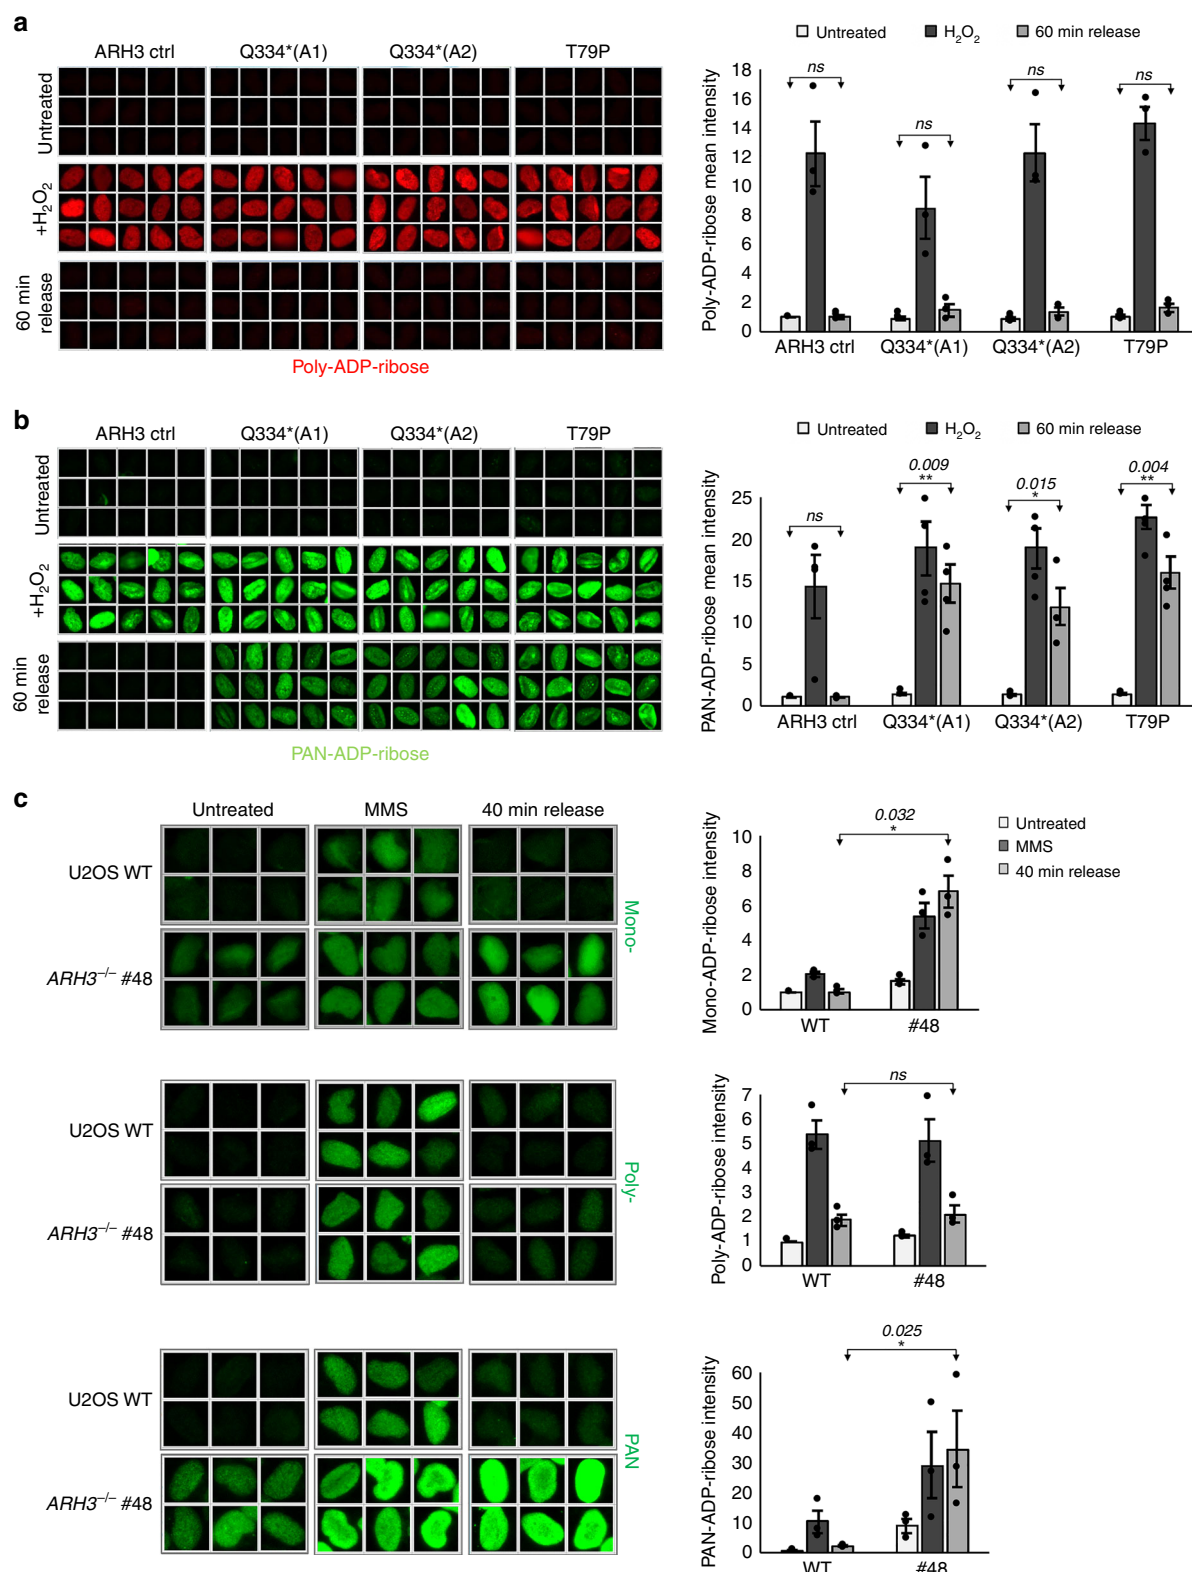 a
ARH3 ctrl Q334*(A1) Q334*(A2) T79P
Untreated
+H₂O₂
60 min release
Poly-ADP-ribose
Untreated H₂O₂ 60 min release
Poly-ADP-ribose mean intensity
18
16
14
12
10
8
6
4
2
0
ns ns ns ns
ARH3 ctrl Q334*(A1) Q334*(A2) T79P
b
ARH3 ctrl Q334*(A1) Q334*(A2) T79P
Untreated
+H₂O₂
60 min release
PAN-ADP-ribose
Untreated H₂O₂ 60 min release
PAN-ADP-ribose mean intensity
25
20
15
10
5
0
ns
0.009
**
0.015
*
0.004
**
ARH3 ctrl Q334*(A1) Q334*(A2) T79P
c
Untreated MMS 40 min release
U2OS WT
ARH3⁻/⁻ #48
Mono-
Mono-ADP-ribose intensity
10
8
6
4
2
0
0.032
*
WT #48
Untreated
MMS
40 min release
U2OS WT
ARH3⁻/⁻ #48
Poly-
Poly-ADP-ribose intensity
7
6
5
4
3
2
1
0
ns
WT #48
U2OS WT
ARH3⁻/⁻ #48
PAN
PAN-ADP-ribose intensity
60
50
40
30
20
10
0
0.025
*
WT #48